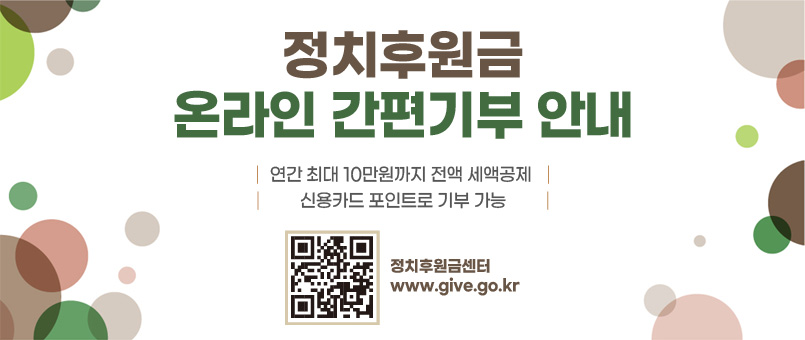 정치후원금
온라인 간편기부 안내
연간 최대 10만원까지 전액 세액공제
신용카드 포인트로 기부 가능
정치후원금센터
www.give.go.kr